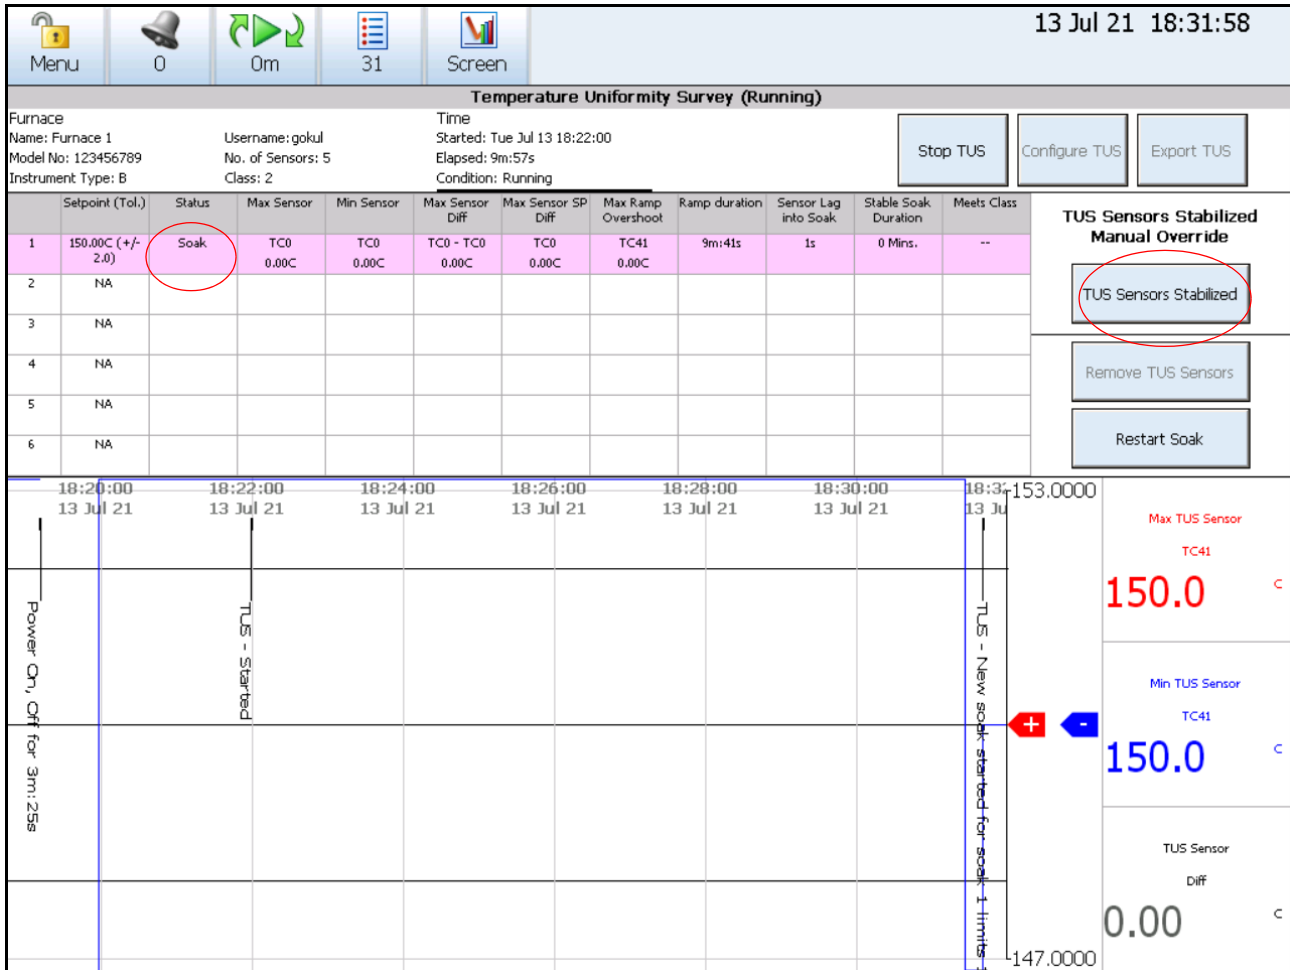 13 Jul 21 18:31:58
Menu
0
0m
31
Screen
Temperature Uniformity Survey (Running)
Furnace
Name: Furnace 1
Model No: 123456789
Instrument Type: B
Username: gokul
No. of Sensors: 5
Class: 2
Time
Started: Tue Jul 13 18:22:00
Elapsed: 9m:57s
Condition: Running
Stop TUS
Configure TUS
Export TUS
Setpoint (Tol.) Status Max Sensor Min Sensor Max Sensor Diff Max Sensor SP Diff Max Ramp Overshoot Ramp duration Sensor Lag into Soak Stable Soak Duration Meets Class
1 150.00C (+/- 2.0) Soak TC0 0.00C TC0 0.00C TC0 - TC0 0.00C TC0 0.00C TC41 0.00C 9m:41s 1s 0 Mins. --
2 NA
3 NA
4 NA
5 NA
6 NA
TUS Sensors Stabilized
Manual Override
TUS Sensors Stabilized
Remove TUS Sensors
Restart Soak
18:20:00 18:22:00 18:24:00 18:26:00 18:28:00 18:30:00 18:3
13 Jul 21 13 Jul 21 13 Jul 21 13 Jul 21 13 Jul 21 13 Jul 21 13 Ju
153.0000
147.0000
Power On, Off for 3m:25s
TUS - Started
TUS - New soak started for soak 1 limits
+
-
Max TUS Sensor
TC41
150.0 C
Min TUS Sensor
TC41
150.0 C
TUS Sensor
Diff
0.00 C